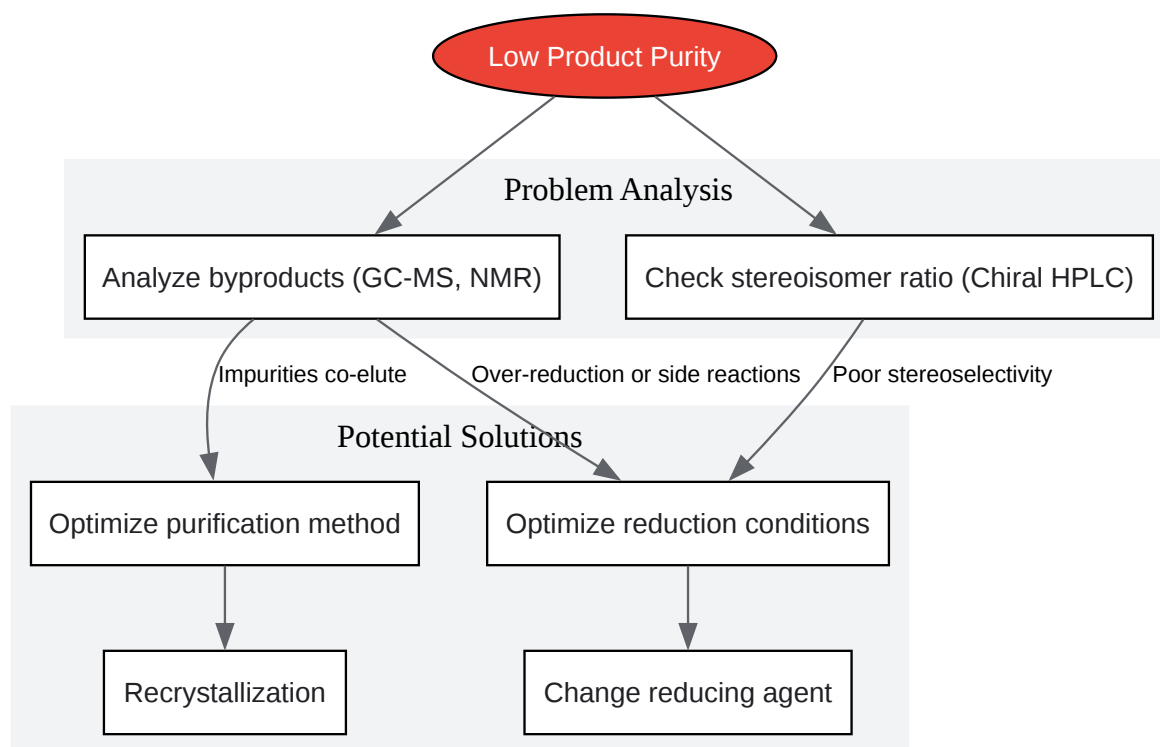 Low Product Purity
Problem Analysis
Analyze byproducts (GC-MS, NMR)
Check stereoisomer ratio (Chiral HPLC)
Impurities co-elute
Over-reduction or side reactions
Poor stereoselectivity
Potential Solutions
Optimize purification method
Optimize reduction conditions
Recrystallization
Change reducing agent